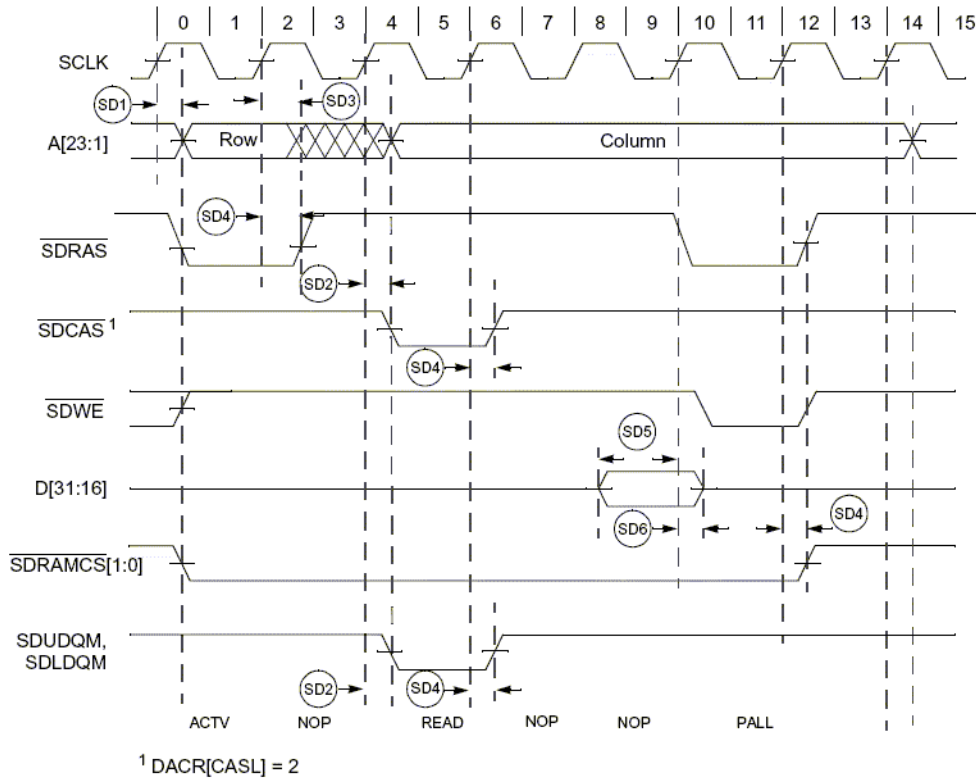 0 1 2 3 4 5 6 7 8 9 10 11 12 13 14 15
SCLK
SD1 SD3
A[23:1] Row Column
SD4
SDRAS
SD2
SDCAS 1
SD4
SDWE
SD5
D[31:16]
SD6 SD4
SDRAMCS[1:0]
SDUDQM,
SDLDQM
SD2 SD4
ACTV NOP READ NOP NOP PALL
1 DACR[CASL] = 2